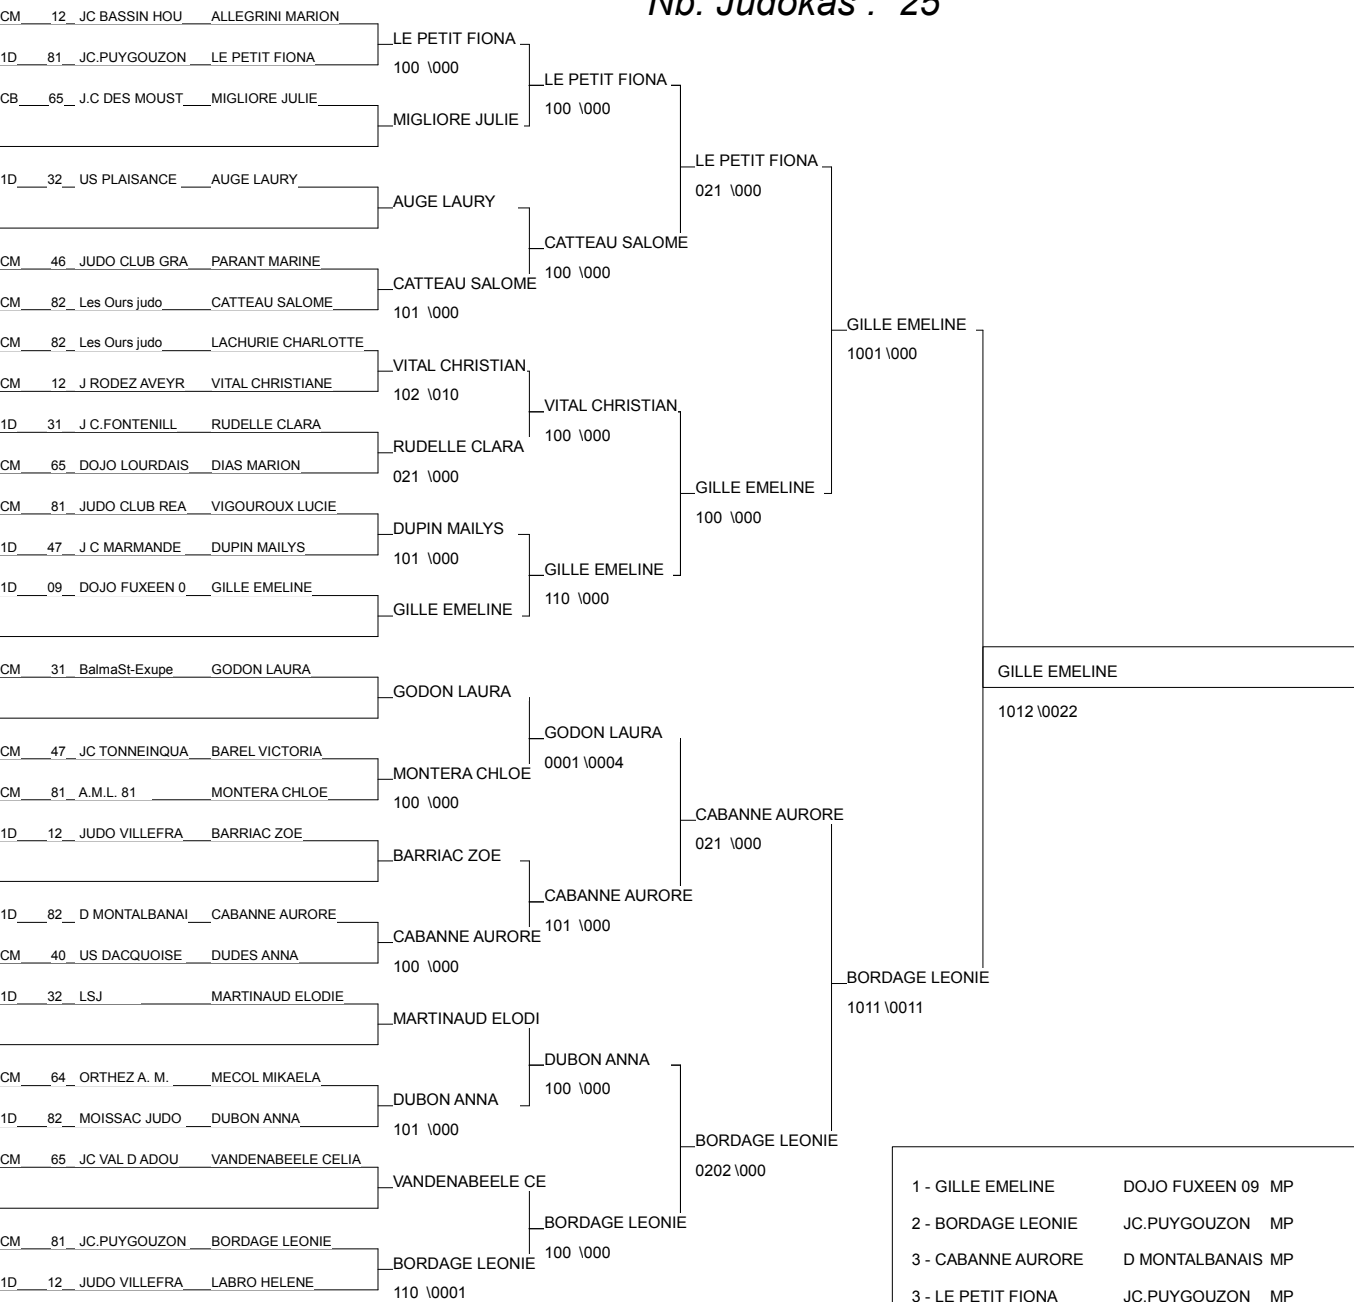 Nb. Judokas : 25
CM 12 JC BASSIN HOU ALLEGRINI MARION
1D 81 JC.PUYGOUZON LE PETIT FIONA
CB 65 J.C DES MOUST MIGLIORE JULIE
1D 32 US PLAISANCE AUGE LAURY
CM 46 JUDO CLUB GRA PARANT MARINE
CM 82 Les Ours judo CATTEAU SALOME
CM 82 Les Ours judo LACHURIE CHARLOTTE
CM 12 J RODEZ AVEYR VITAL CHRISTIANE
1D 31 J C.FONTENILL RUDELLE CLARA
CM 65 DOJO LOURDAIS DIAS MARION
CM 81 JUDO CLUB REA VIGOUROUX LUCIE
1D 47 J C MARMANDE DUPIN MAILYS
1D 09 DOJO FUXEEN 0 GILLE EMELINE
CM 31 BalmaSt-Exupe GODON LAURA
CM 47 JC TONNEINQUA BAREL VICTORIA
CM 81 A.M.L. 81 MONTERA CHLOE
1D 12 JUDO VILLEFRA BARRIAC ZOE
1D 82 D MONTALBANAI CABANNE AURORE
CM 40 US DACQUOISE DUDES ANNA
1D 32 LSJ MARTINAUD ELODIE
CM 64 ORTHEZ A. M. MECOL MIKAELA
1D 82 MOISSAC JUDO DUBON ANNA
CM 65 JC VAL D ADOU VANDENABEELE CELIA
CM 81 JC.PUYGOUZON BORDAGE LEONIE
1D 12 JUDO VILLEFRA LABRO HELENE
LE PETIT FIONA
100 \000
MIGLIORE JULIE
AUGE LAURY
CATTEAU SALOME
101 \000
VITAL CHRISTIAN
102 \010
RUDELLE CLARA
021 \000
DUPIN MAILYS
101 \000
GILLE EMELINE
GODON LAURA
MONTERA CHLOE
100 \000
BARRIAC ZOE
CABANNE AURORE
100 \000
MARTINAUD ELODI
DUBON ANNA
101 \000
VANDENABEELE CE
BORDAGE LEONIE
110 \0001
LE PETIT FIONA
100 \000
CATTEAU SALOME
100 \000
VITAL CHRISTIAN
100 \000
GILLE EMELINE
110 \000
GODON LAURA
0001 \0004
CABANNE AURORE
101 \000
DUBON ANNA
100 \000
BORDAGE LEONIE
100 \000
LE PETIT FIONA
021 \000
GILLE EMELINE
100 \000
CABANNE AURORE
021 \000
BORDAGE LEONIE
0202 \000
GILLE EMELINE
1001 \000
BORDAGE LEONIE
1011 \0011
GILLE EMELINE
1012 \0022
1 - GILLE EMELINE DOJO FUXEEN 09 MP
2 - BORDAGE LEONIE JC.PUYGOUZON MP
3 - CABANNE AURORE D MONTALBANAIS MP
3 - LE PETIT FIONA JC.PUYGOUZON MP